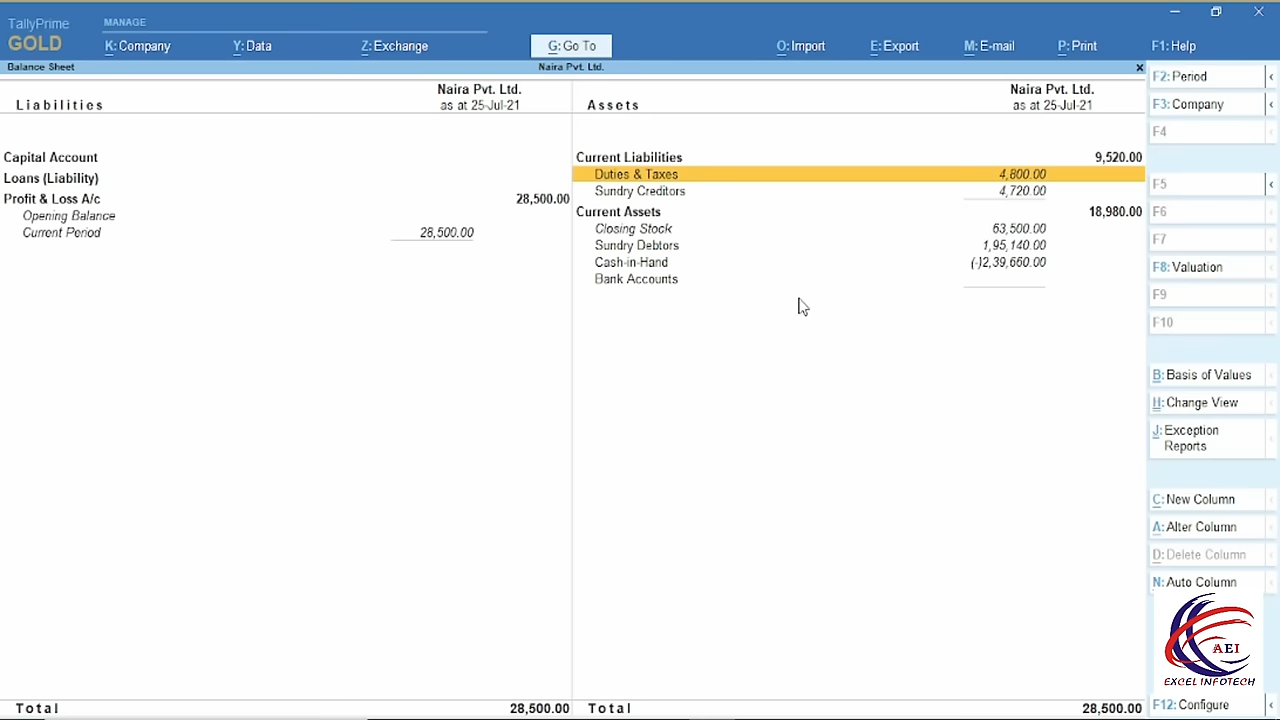 TallyPrime
GOLD
MANAGE
K: Company
Y: Data
Z: Exchange
G: Go To
O: Import
E: Export
M: E-mail
P: Print
F1: Help
Balance Sheet
Naira Pvt. Ltd.
Liabilities
Naira Pvt. Ltd.
as at 25-Jul-21
Assets
Naira Pvt. Ltd.
as at 25-Jul-21
Capital Account
Loans (Liability)
Profit & Loss A/c 28,500.00
Opening Balance
Current Period 28,500.00
Total 28,500.00
Current Liabilities 9,520.00
Duties & Taxes 4,800.00
Sundry Creditors 4,720.00
Current Assets 18,980.00
Closing Stock 63,500.00
Sundry Debtors 1,95,140.00
Cash-in-Hand (-)2,39,660.00
Bank Accounts
Total 28,500.00
F2: Period
F3: Company
F4
F5
F6
F7
F8: Valuation
F9
F10
B: Basis of Values
H: Change View
J: Exception
Reports
C: New Column
A: Alter Column
D: Delete Column
N: Auto Column
AEI
EXCEL INFOTECH
F12: Configure